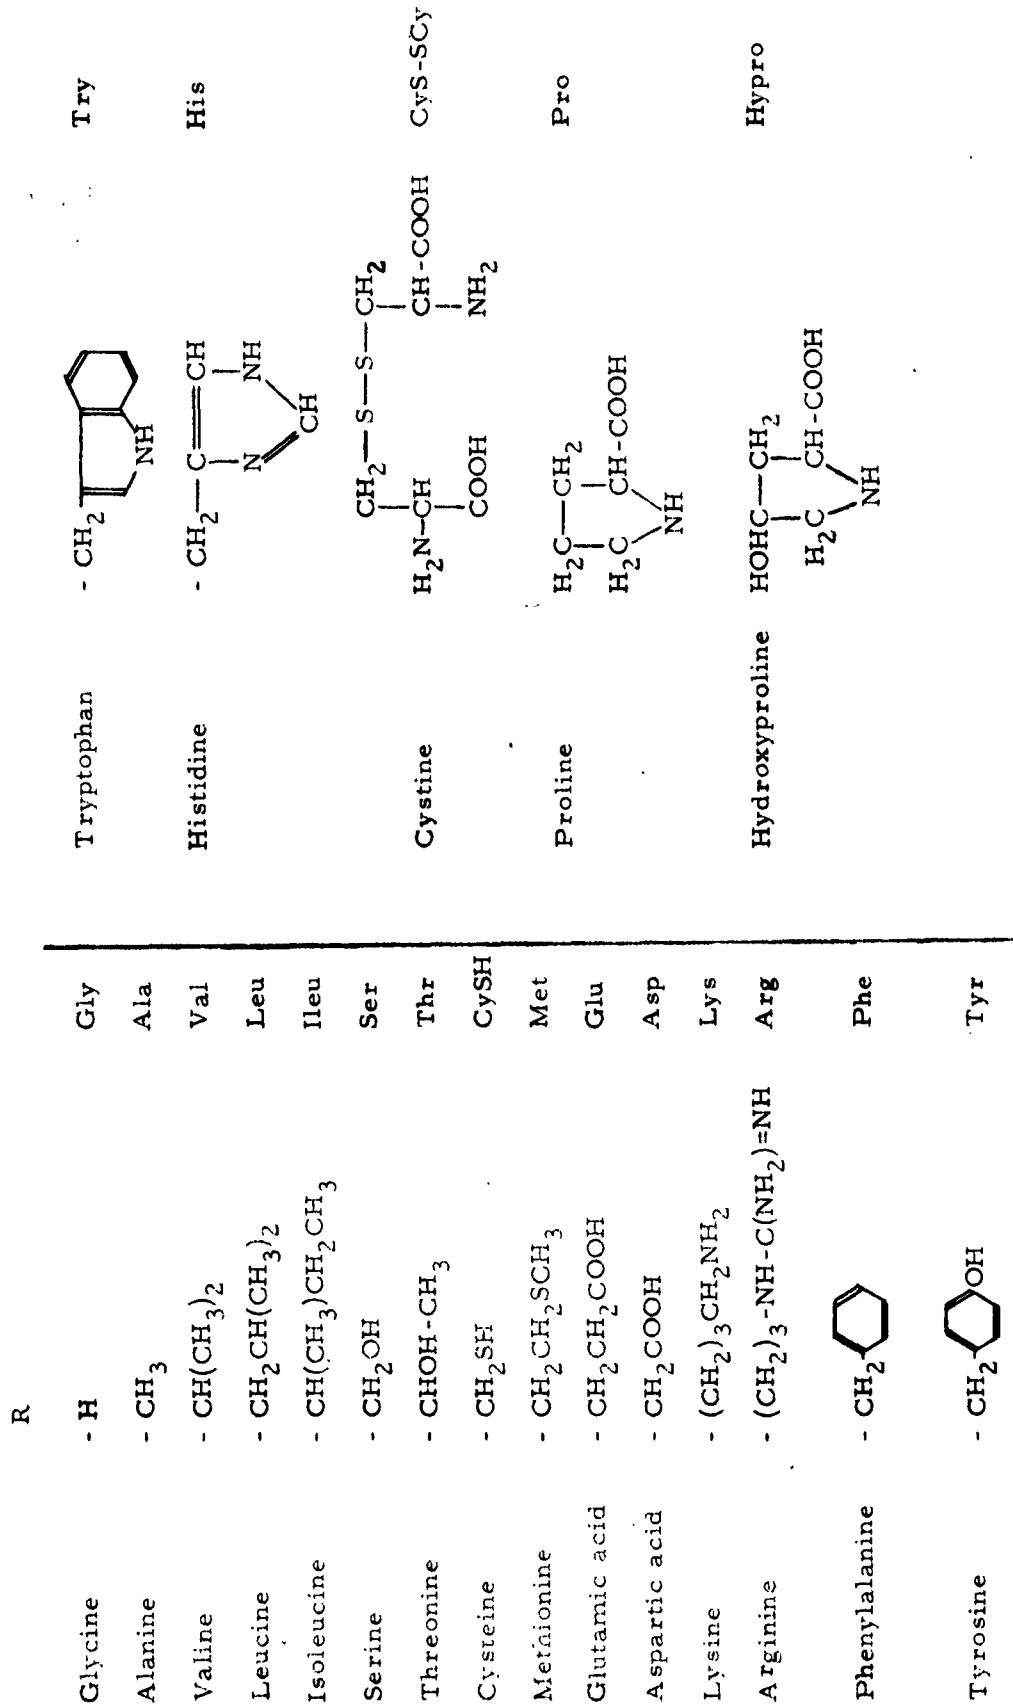 R
Glycine - H Gly
Alanine - CH3 Ala
Valine - CH(CH3)2 Val
Leucine - CH2CH(CH3)2 Leu
Isoleucine - CH(CH3)CH2CH3 Ileu
Serine - CH2OH Ser
Threonine - CHOH-CH3 Thr
Cysteine - CH2SH CySH
Methionine - CH2CH2SCH3 Met
Glutamic acid - CH2CH2COOH Glu
Aspartic acid - CH2COOH Asp
Lysine - (CH2)3CH2NH2 Lys
Arginine - (CH2)3-NH-C(NH2)=NH Arg
Phenylalanine - CH2 Phe
Tyrosine - CH2 OH Tyr
Tryptophan - CH2 Try
NH
Histidine - CH2—C=CH His
N NH
CH
CH2—S—S—CH2
Cystine H2N-CH CH-COOH CyS-SCy
COOH NH2
Proline H2C—CH2 Pro
H2C CH-COOH
NH
Hydroxyproline HOHC—CH2 Hypro
H2C CH-COOH
NH